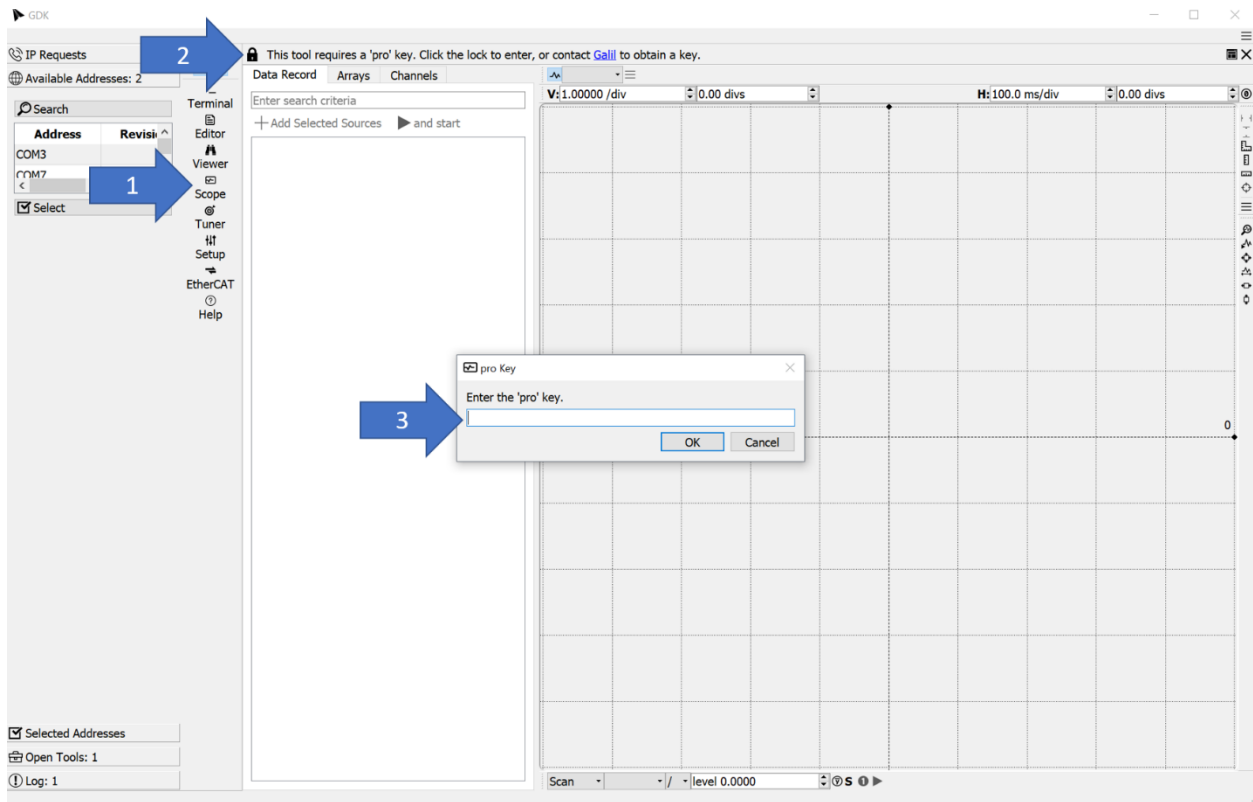 GDK
IP Requests
2
This tool requires a 'pro' key. Click the lock to enter, or contact Galil to obtain a key.
Available Addresses: 2
Data Record Arrays Channels
Search
Terminal
Enter search criteria
V: 1.00000 /div 0.00 divs H: 100.0 ms/div 0.00 divs
Address
Editor
Add Selected Sources and start
COM3
Viewer
COM7
1
Scope
Select
Tuner
Setup
EtherCAT
Help
pro Key
Enter the 'pro' key.
3
OK Cancel
0
Selected Addresses
Open Tools: 1
Log: 1
Scan / level 0.0000 S